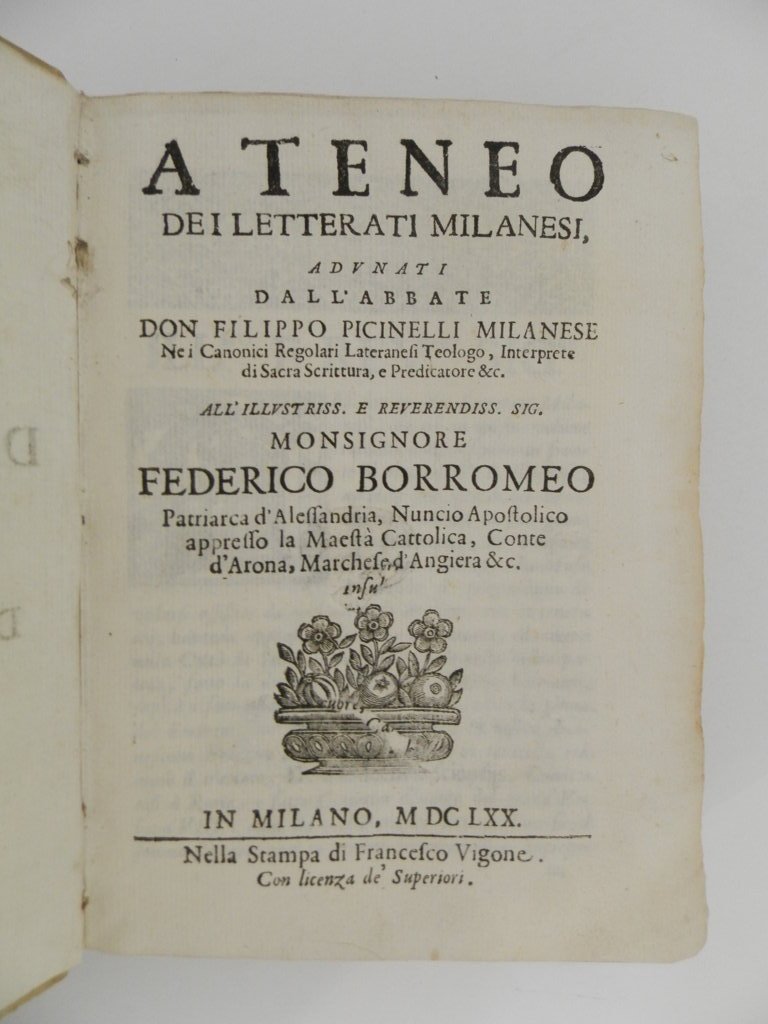 ATENEO
DEI LETTERATI MILANESI,
ADVNATI
DALL'ABBATE
DON FILIPPO PICINELLI MILANESE
Ne i Canonici Regolari Lateraneſi Teologo, Interprete
di Sacra Scrittura, e Predicatore &c.
ALL'ILLVSTRISS. E REVERENDISS. SIG.
MONSIGNORE
FEDERICO BORROMEO
Patriarca d'Aleſſandria, Nuncio Apoſtolico
appreſſo la Maeſtà Cattolica, Conte
d'Arona, Marcheſe, d'Angiera &c.
IN MILANO, M DC LXX.
Nella Stampa di Franceſco Vigone.
Con licenza de' Superiori.